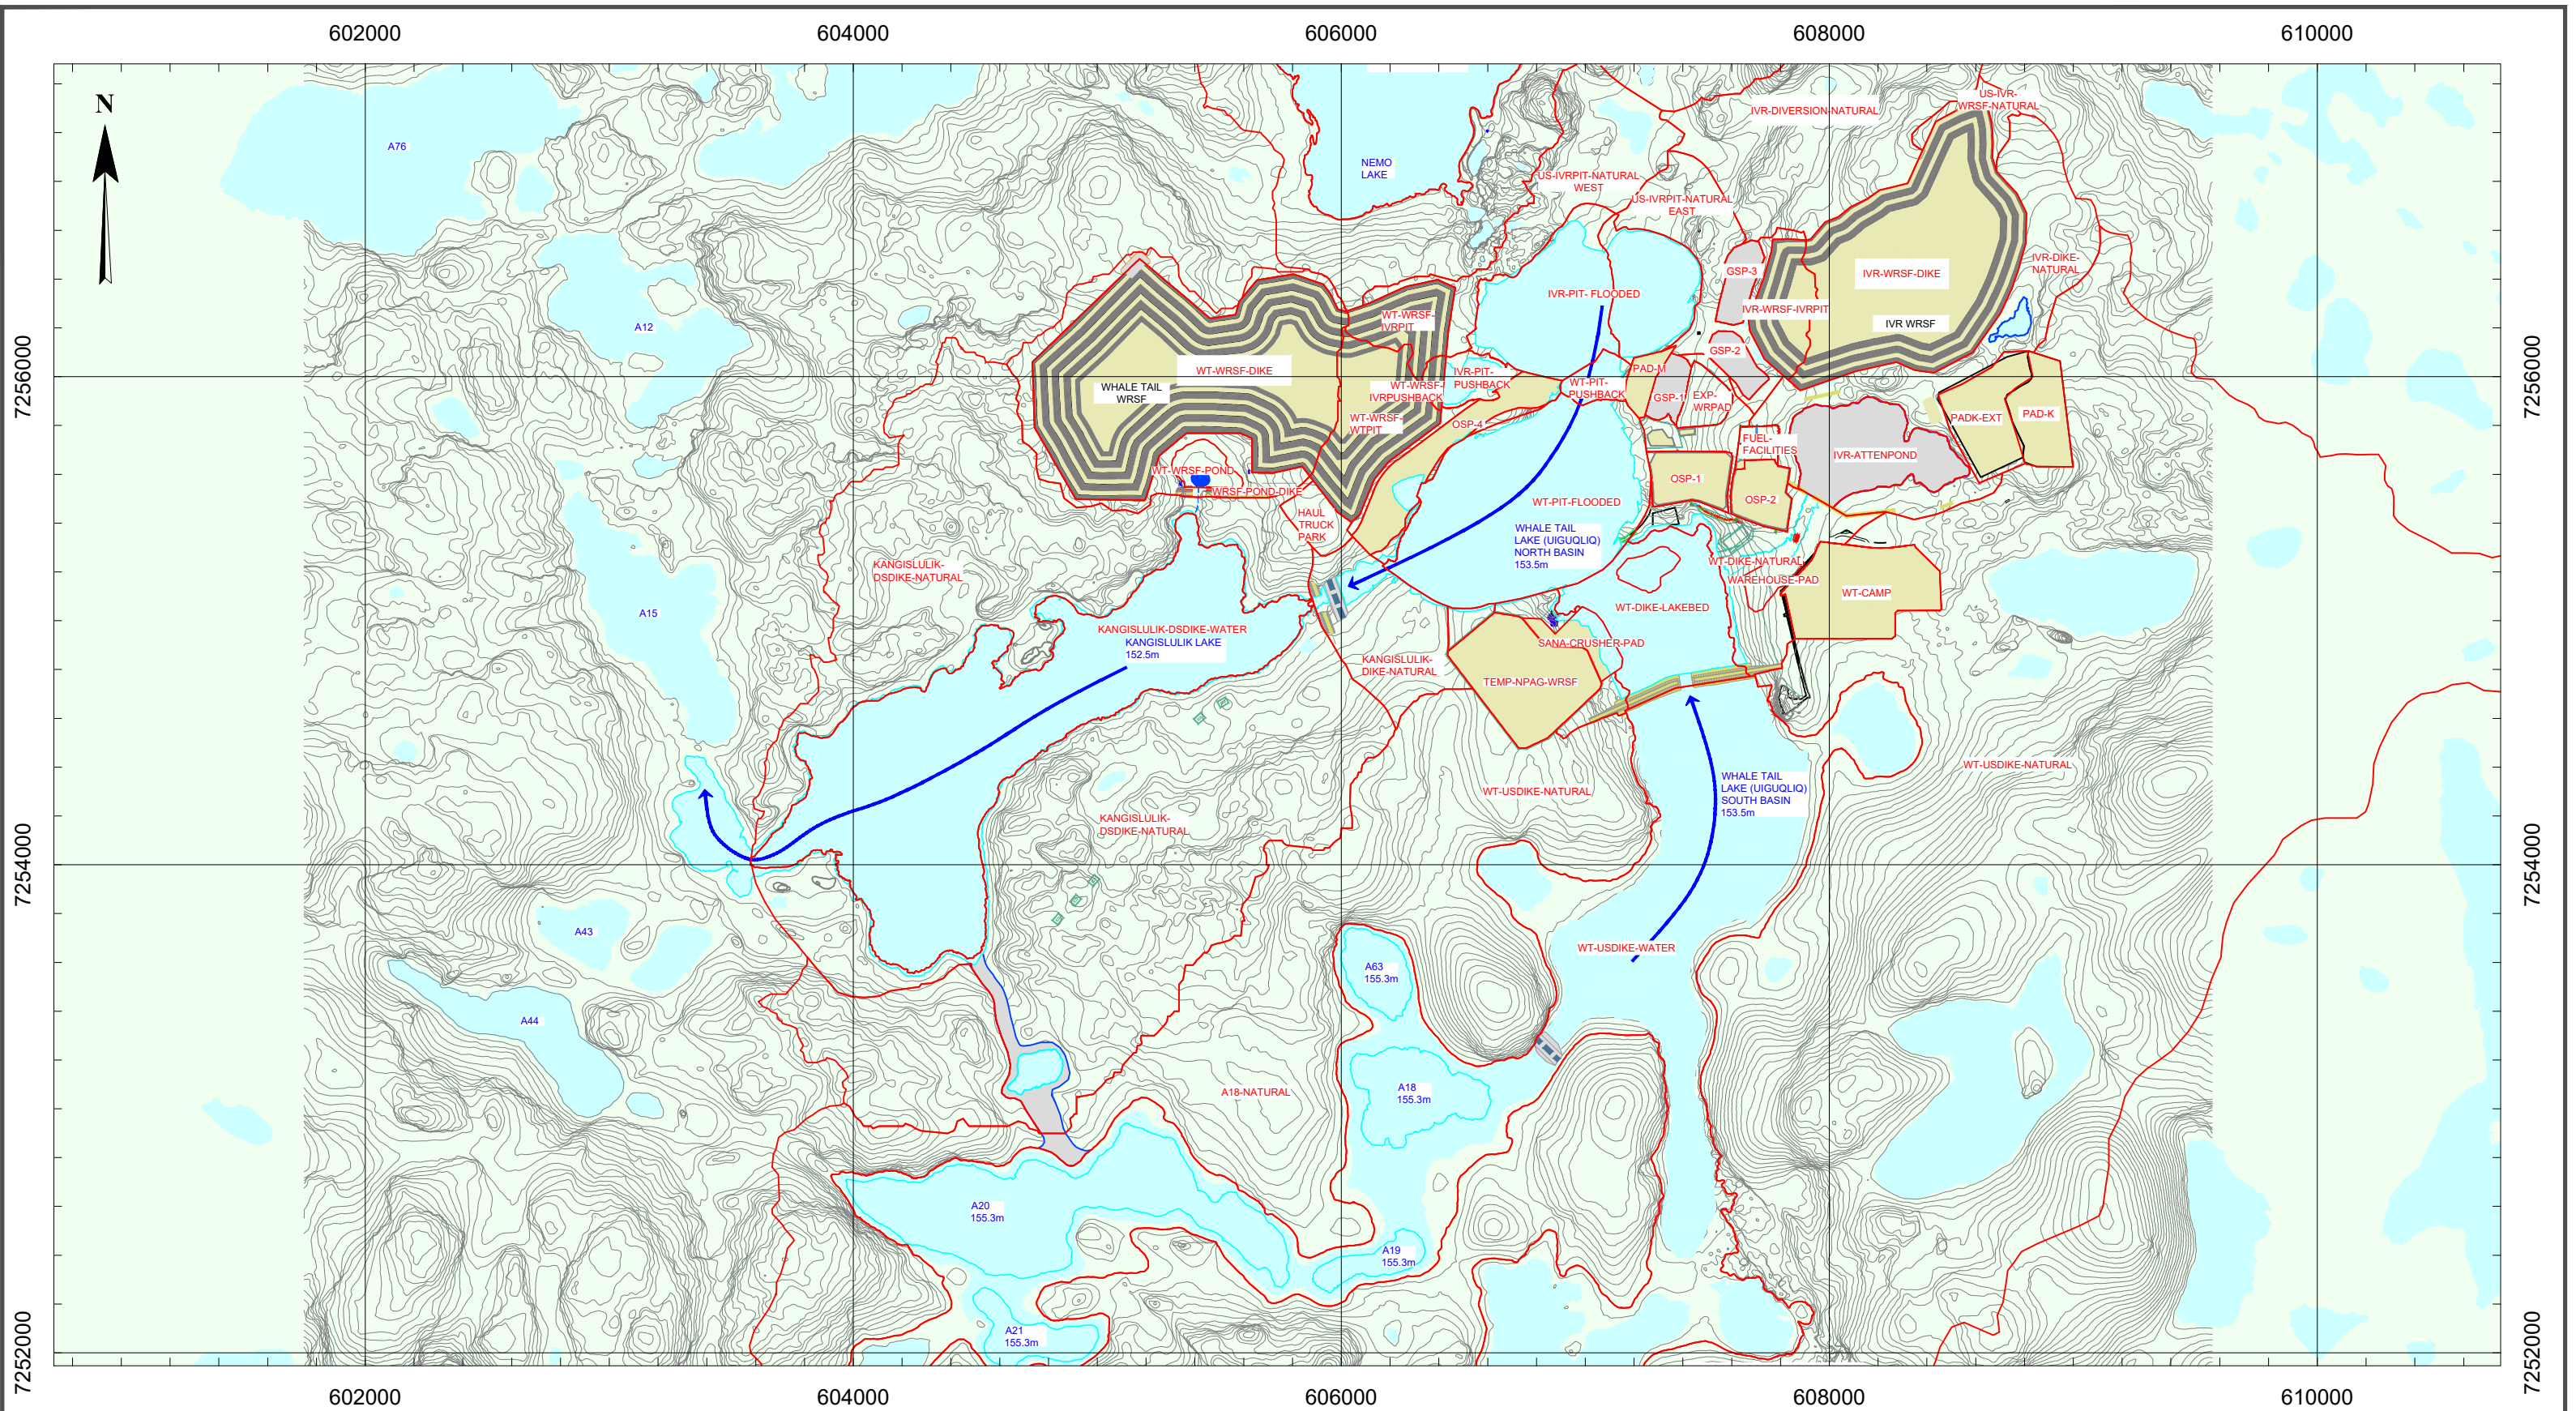 602000
604000
606000
608000
610000
N
A76
NEMO
LAKE
IVR-DIVERSION-NATURAL
US-IVR-
WRSF-NATURAL
US-IVRPIT-NATURAL
WEST
US-IVRPIT-NATURAL
EAST
A12
GSP-3
IVR-WRSF-DIKE
IVR-DIKE-
NATURAL
IVR-PIT- FLOODED
IVR-WRSF-IVRPIT
IVR WRSF
WT-WRSF-
IVRPIT
GSP-2
7256000
7256000
WT-WRSF-DIKE
WHALE TAIL
WRSF
WT-WRSF-
IVRPUSHBACK
IVR-PIT-
PUSHBACK
WT-PIT-
PUSHBACK
PAD-M
GSP-1
EXP-
WRPAD
WT-WRSF-
WTPIT
OSP-4
PADK-EXT
PAD-K
FUEL-
FACILITIES
IVR-ATTENPOND
WT-WRSF-POND
WRSF-POND-DIKE
OSP-1
OSP-2
HAUL
TRUCK
PARK
WT-PIT-FLOODED
WHALE TAIL
LAKE (UIGUQLIQ)
NORTH BASIN
153.5m
KANGISLULIK-
DSDIKE-NATURAL
WT-DIKE-NATURAL
WAREHOUSE-PAD
WT-CAMP
A15
WT-DIKE-LAKEBED
KANGISLULIK-DSDIKE-WATER
KANGISLULIK LAKE
152.5m
SANA-CRUSHER-PAD
KANGISLULIK-
DIKE-NATURAL
TEMP-NPAG-WRSF
WT-USDIKE-NATURAL
WT-USDIKE-NATURAL
WHALE TAIL
LAKE (UIGUQLIQ)
SOUTH BASIN
153.5m
KANGISLULIK-
DSDIKE-NATURAL
7254000
7254000
A43
WT-USDIKE-WATER
A63
155.3m
A44
A18-NATURAL
A18
155.3m
A20
155.3m
A19
155.3m
A21
155.3m
7252000
7252000
602000
604000
606000
608000
610000